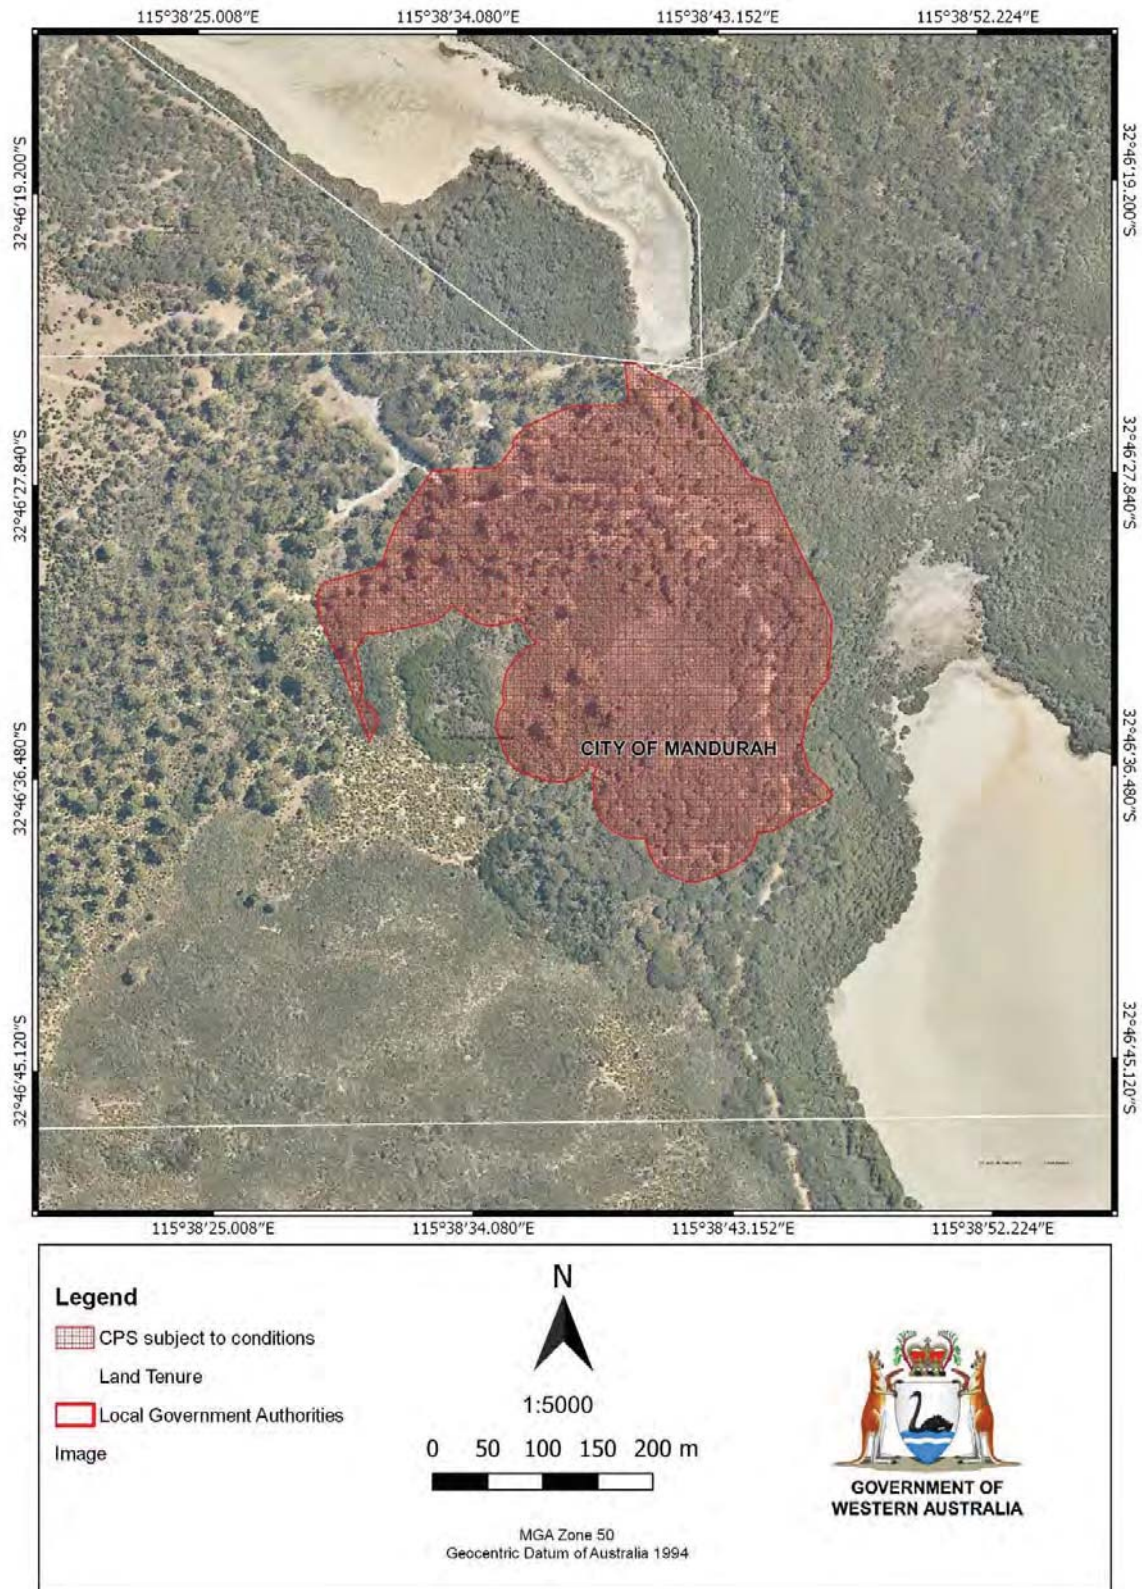 115°38'25.008"E
115°38'34.080"E
115°38'43.152"E
115°38'52.224"E
32°46'19.200"S
32°46'19.200"S
32°46'27.840"S
32°46'27.840"S
32°46'36.480"S
32°46'36.480"S
CITY OF MANDURAH
32°46'45.120"S
32°46'45.120"S
115°38'25.008"E
115°38'34.080"E
115°38'43.152"E
115°38'52.224"E
Legend
CPS subject to conditions
Land Tenure
Local Government Authorities
Image
N
1:5000
0 50 100 150 200 m
MGA Zone 50
Geocentric Datum of Australia 1994
GOVERNMENT OF
WESTERN AUSTRALIA